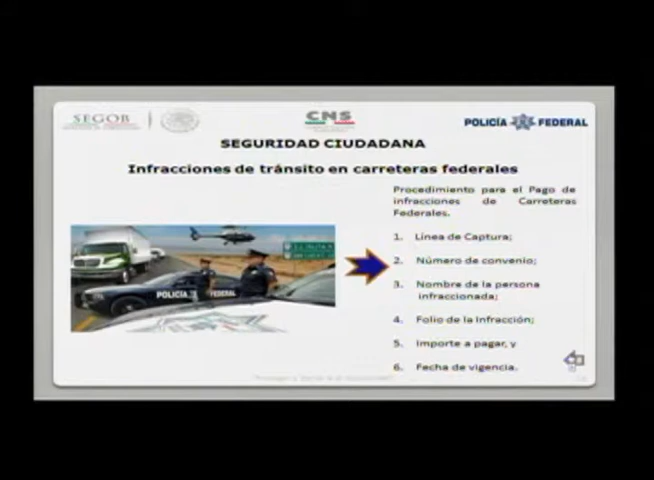 SEGOB
CNS
POLICÍA FEDERAL
SEGURIDAD CIUDADANA
Infracciones de tránsito en carreteras federales
Procedimiento para el Pago de
infracciones de Carreteras
Federales.
1. Línea de Captura;
2. Número de convenio;
3. Nombre de la persona
infraccionada;
4. Folio de la Infracción;
5. Importe a pagar, y
6. Fecha de vigencia.
POLICÍA FEDERAL